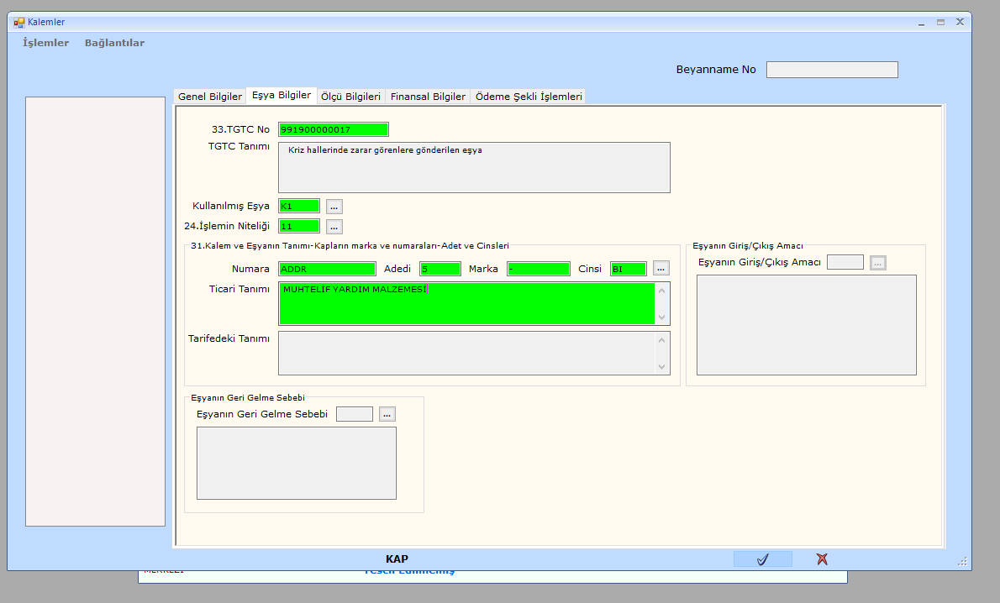 Kalemler
İşlemler Bağlantılar
Beyanname No
Genel Bilgiler Eşya Bilgiler Ölçü Bilgileri Finansal Bilgiler Ödeme Şekli İşlemleri
33.TGTC No 991900000017
TGTC Tanımı Kriz hallerinde zarar görenlere gönderilen eşya
Kullanılmış Eşya K1 ...
24.İşlemin Niteliği 11 ...
31.Kalem ve Eşyanın Tanımı-Kapların marka ve numaraları-Adet ve Cinsleri
Numara ADDR Adedi 5 Marka - Cinsi BI ...
Ticari Tanımı MUHTELİF YARDIM MALZEMESİ
Tarifedeki Tanımı
Eşyanın Giriş/Çıkış Amacı
Eşyanın Giriş/Çıkış Amacı ...
Eşyanın Geri Gelme Sebebi
Eşyanın Geri Gelme Sebebi ...
KAP
MERKEZİ Tescil Edilmemiş